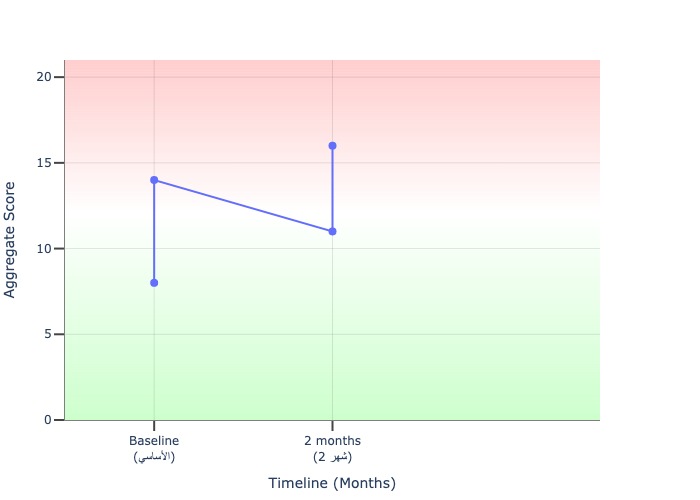 20
15
10
5
0
Aggregate Score
Baseline
(الأساسي)
2 months
(2 شهر)
Timeline (Months)